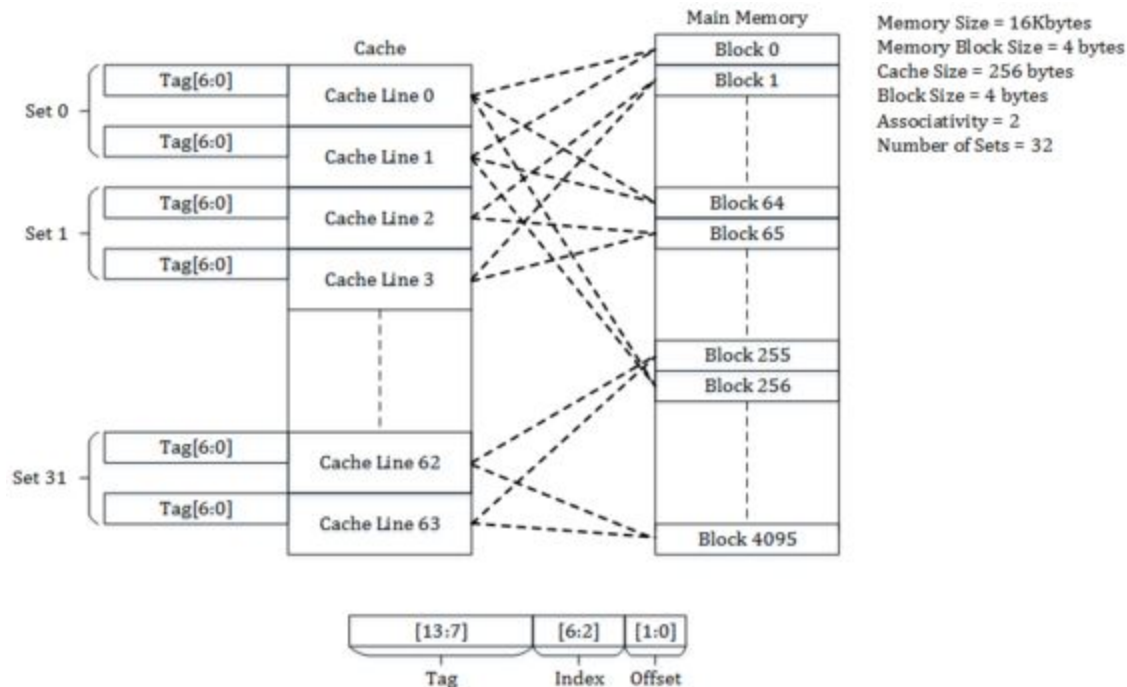 Main Memory
Memory Size = 16Kbytes
Memory Block Size = 4 bytes
Cache Size = 256 bytes
Block Size = 4 bytes
Associativity = 2
Number of Sets = 32
Cache
Set 0
Tag[6:0]
Cache Line 0
Tag[6:0]
Cache Line 1
Set 1
Tag[6:0]
Cache Line 2
Tag[6:0]
Cache Line 3
Set 31
Tag[6:0]
Cache Line 62
Tag[6:0]
Cache Line 63
Block 0
Block 1
Block 64
Block 65
Block 255
Block 256
Block 4095
[13:7] [6:2] [1:0]
Tag Index Offset